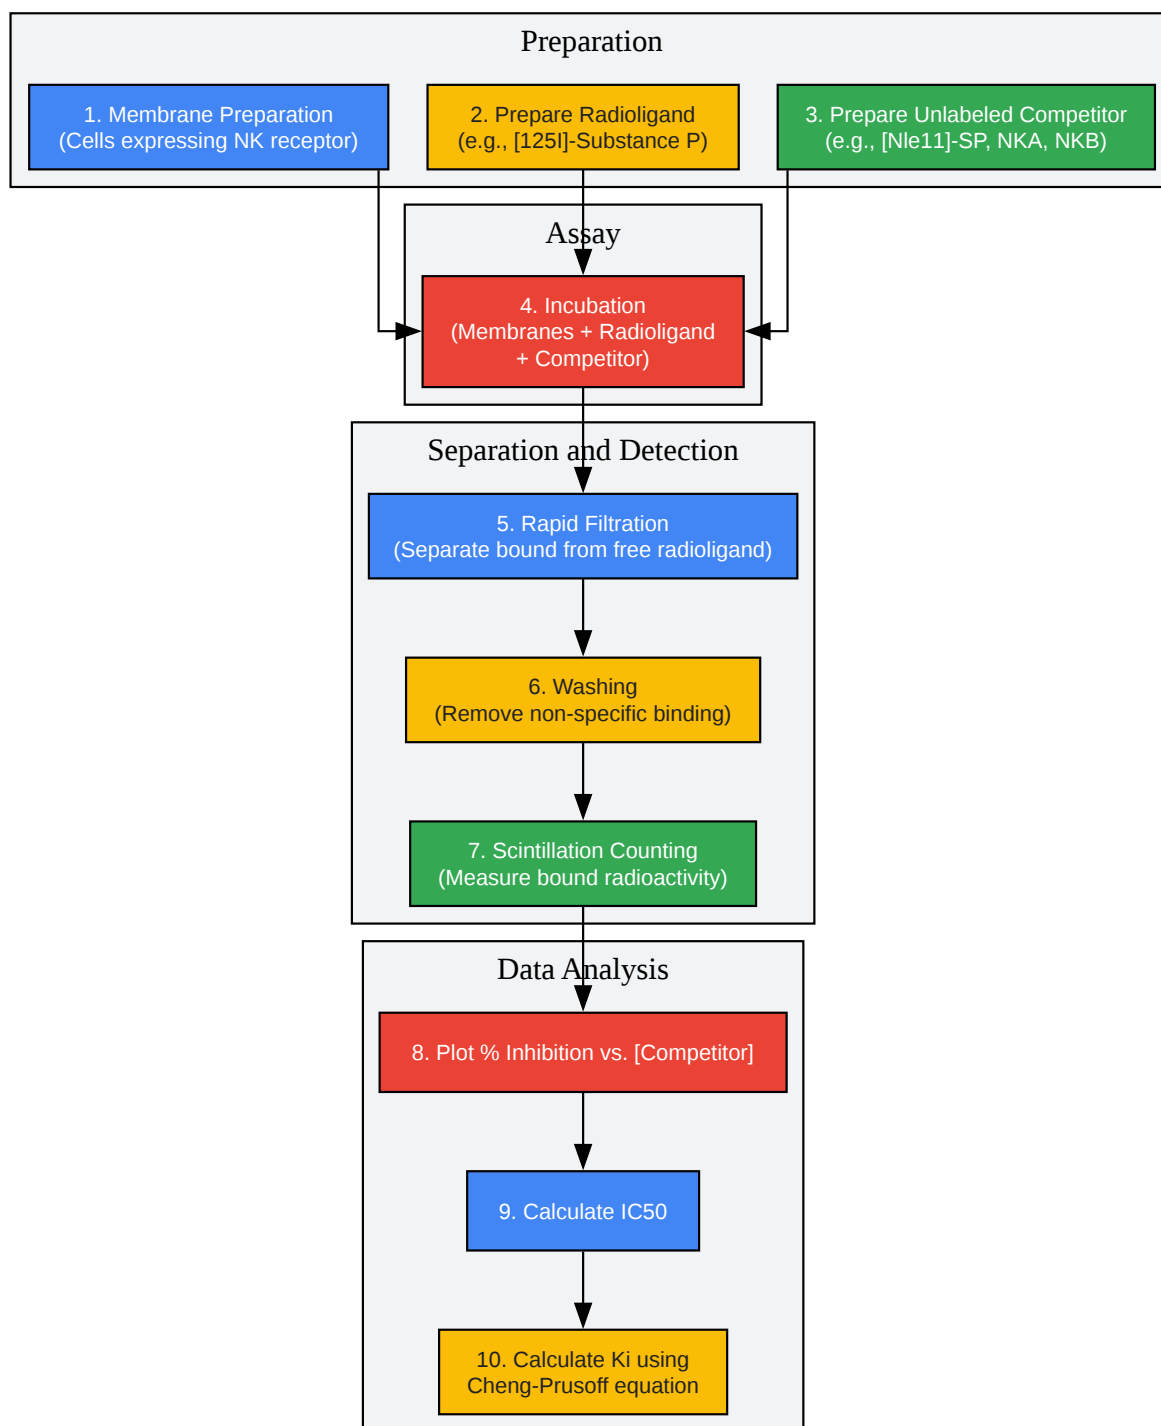 Preparation
1. Membrane Preparation
(Cells expressing NK receptor)
2. Prepare Radioligand
(e.g., [125I]-Substance P)
3. Prepare Unlabeled Competitor
(e.g., [Nle11]-SP, NKA, NKB)
Assay
4. Incubation
(Membranes + Radioligand
+ Competitor)
Separation and Detection
5. Rapid Filtration
(Separate bound from free radioligand)
6. Washing
(Remove non-specific binding)
7. Scintillation Counting
(Measure bound radioactivity)
Data Analysis
8. Plot % Inhibition vs. [Competitor]
9. Calculate IC50
10. Calculate Ki using
Cheng-Prusoff equation